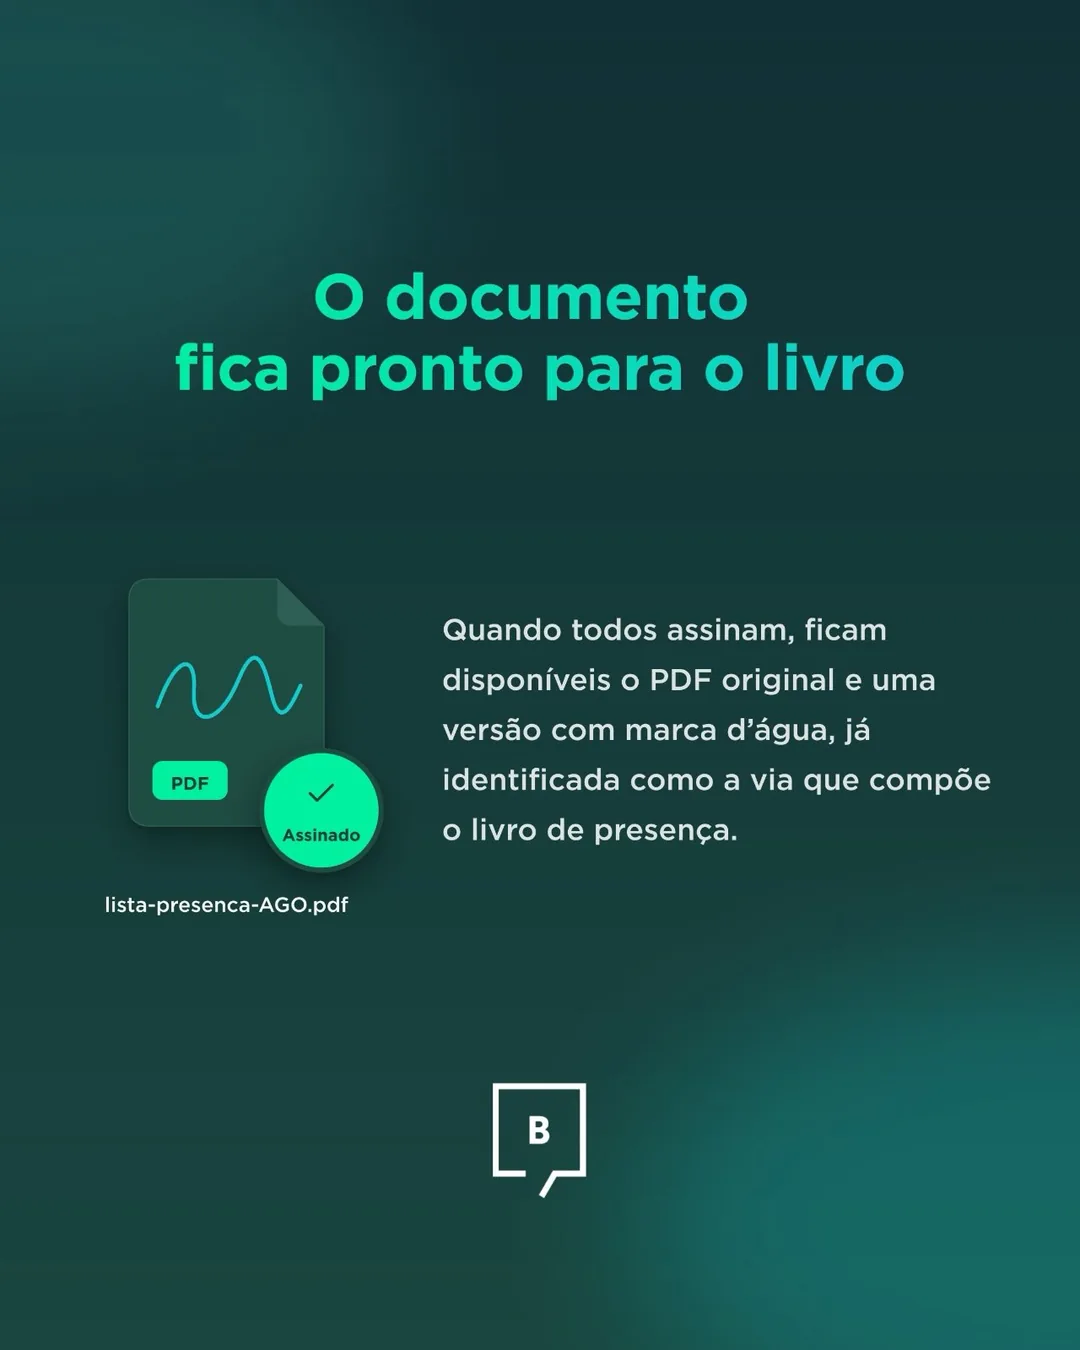 O documento
fica pronto para o livro
Quando todos assinam, ficam
disponíveis o PDF original e uma
versão com marca d’água, já
identificada como a via que compõe
o livro de presença.
PDF
Assinado
lista-presenca-AGO.pdf
B